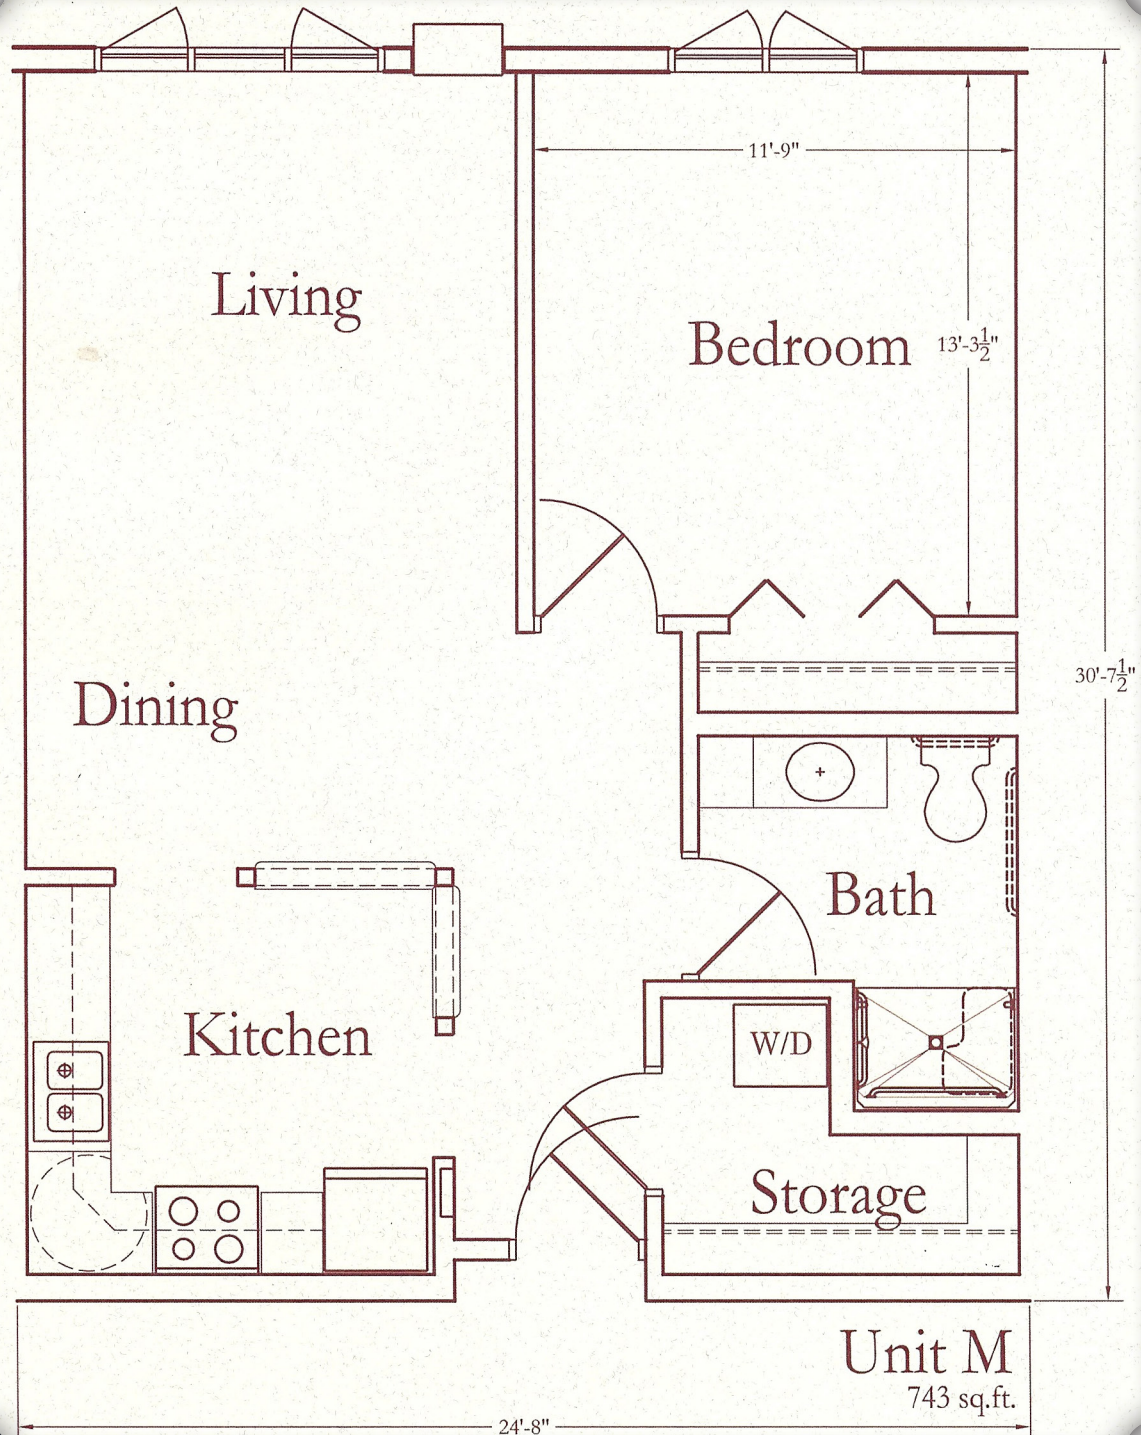 11'-9"
Living
Bedroom
13'-3½"
Dining
30'-7½"
Bath
Kitchen
W/D
Storage
Unit M
743 sq.ft.
24'-8"